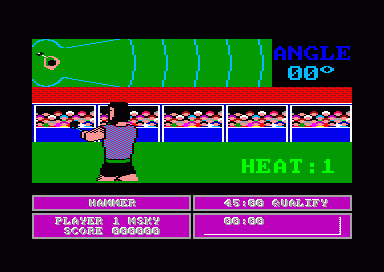 ANGLE
00°
HEAT:1
HAMMER
45:00 QUALIFY
PLAYER 1 MSKY
00:00
SCORE 000000